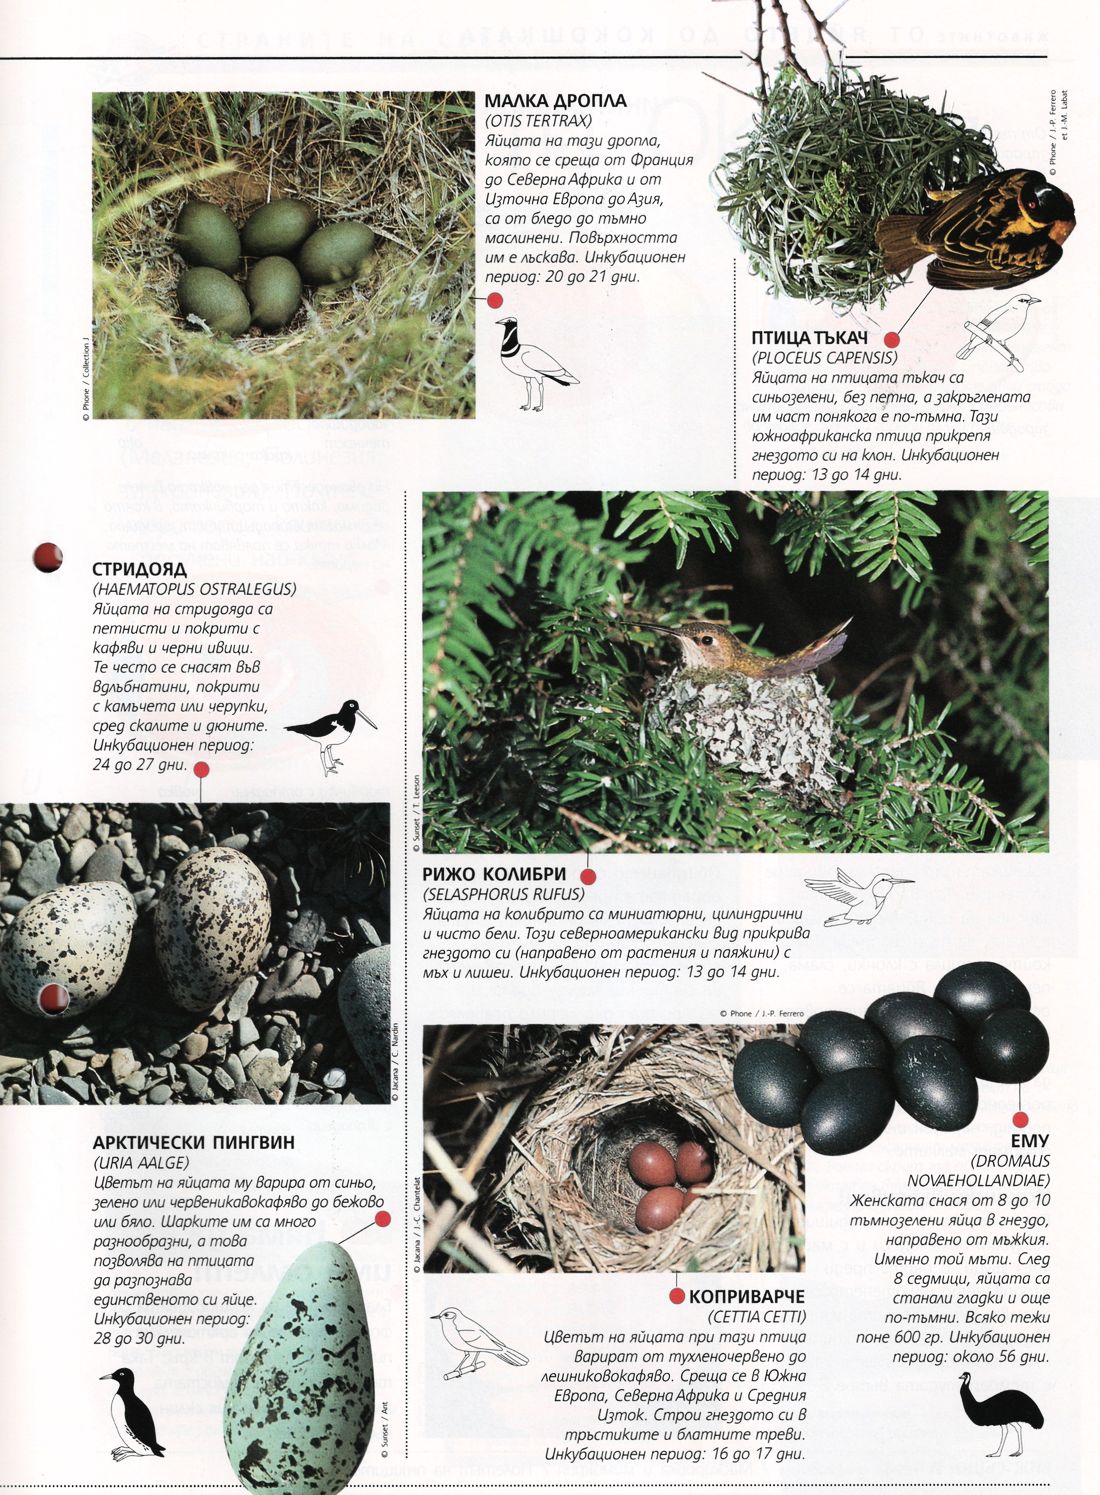 МАЛКА ДРОПЛА
(OTIS TERTRAX)
Яйцата на тази дропла,
която се среща от Франция
до Северна Африка и от
Източна Европа до Азия,
са от бледо до тъмно
маслинени. Повърхността
им е лъскава. Инкубационен
период: 20 до 21 дни.
© Phone / Collection J
© Phone / J.-P. Ferrero
et J.-M. Labat
ПТИЦА ТЪКАЧ
(PLOCEUS CAPENSIS)
Яйцата на птицата тъкач са
синьозелени, без петна, а закръглената
им част понякога е по-тъмна. Тази
южноафриканска птица прикрепя
гнездото си на клон. Инкубационен
период: 13 до 14 дни.
СТРИДОЯД
(HAEMATOPUS OSTRALEGUS)
Яйцата на стридояда са
петнисти и покрити с
кафяви и черни ивици.
Те често се снасят във
вдлъбнатини, покрити
с камъчета или черупки,
сред скалите и дюните.
Инкубационен период:
24 до 27 дни.
© Jacana / C. Nardin
© Sunset / T. Leeson
РИЖО КОЛИБРИ
(SELASPHORUS RUFUS)
Яйцата на колибрито са миниатюрни, цилиндрични
и чисто бели. Този северноамерикански вид прикрива
гнездото си (направено от растения и паяжини) с
мъх и лишеи. Инкубационен период: 13 до 14 дни.
© Phone / J.-P. Ferrero
АРКТИЧЕСКИ ПИНГВИН
(URIA AALGE)
Цветът на яйцата му варира от синьо,
зелено или червеникавокафяво до бежово
или бяло. Шарките им са много
разнообразни, а това
позволява на птицата
да разпознава
единственото си яйце.
Инкубационен период:
28 до 30 дни.
© Sunset / Ant
© Jacana / J.-C. Chantelat
КОПРИВАРЧЕ
(CETTIA CETTI)
Цветът на яйцата при тази птица
варират от тухленочервено до
лешниковокафяво. Среща се в Южна
Европа, Северна Африка и Средния
Изток. Строи гнездото си в
тръстиките и блатните треви.
Инкубационен период: 16 до 17 дни.
ЕМУ
(DROMAUS
NOVAEHOLLANDIAE)
Женската снася от 8 до 10
тъмнозелени яйца в гнездо,
направено от мъжкия.
Именно той мъти. След
8 седмици, яйцата са
станали гладки и още
по-тъмни. Всяко тежи
поне 600 гр. Инкубационен
период: около 56 дни.